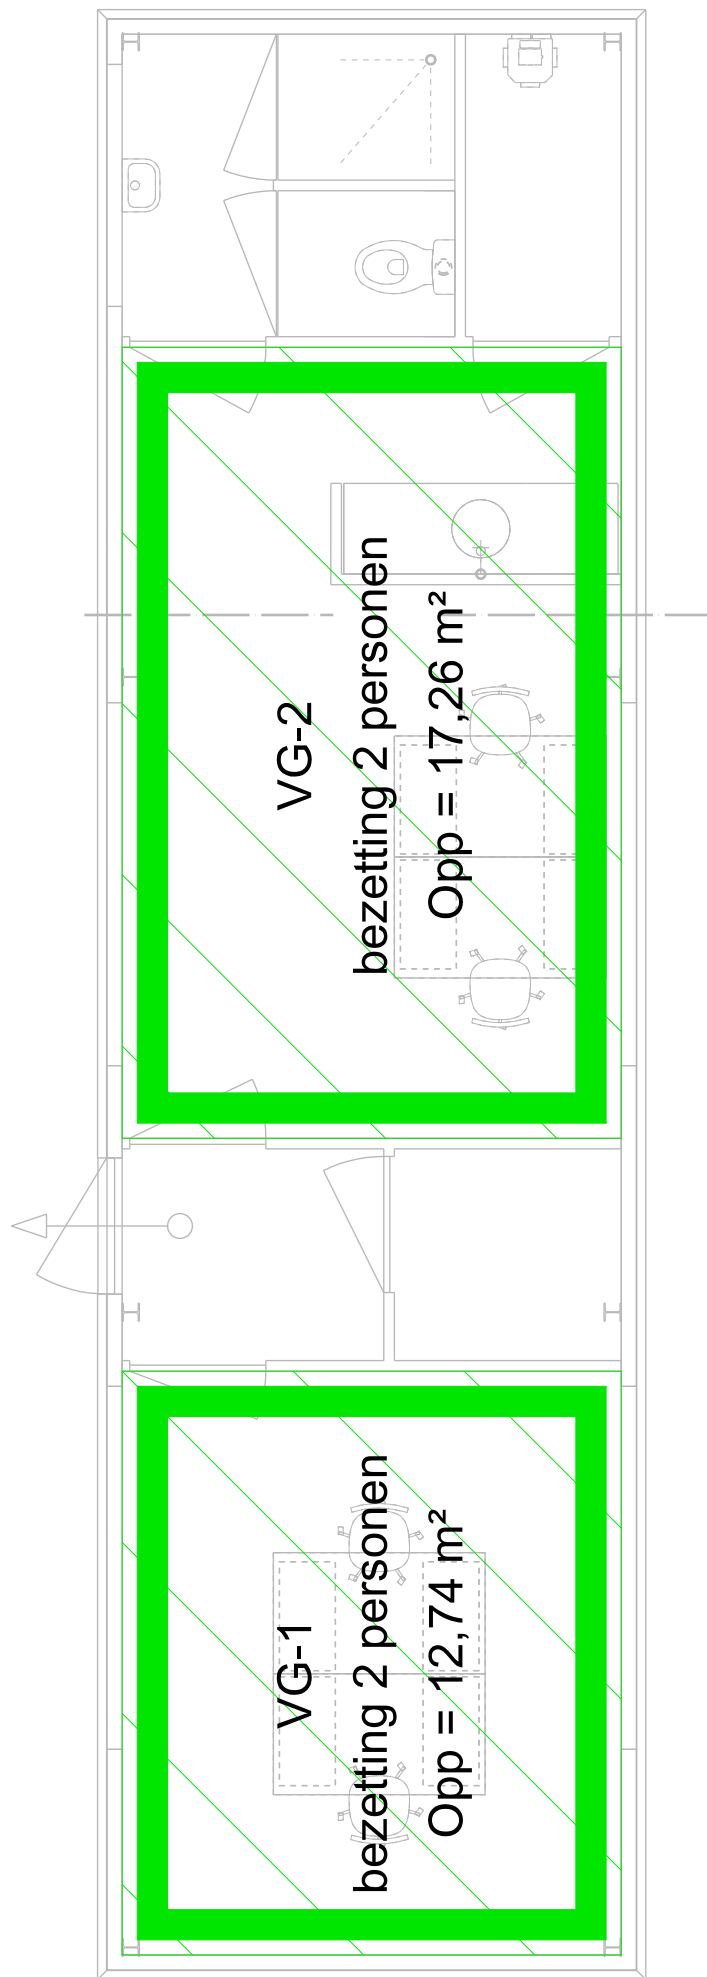 VG-2
bezetting 2 personen
Opp = 17,26 m²
VG-1
bezetting 2 personen
Opp = 12,74 m²